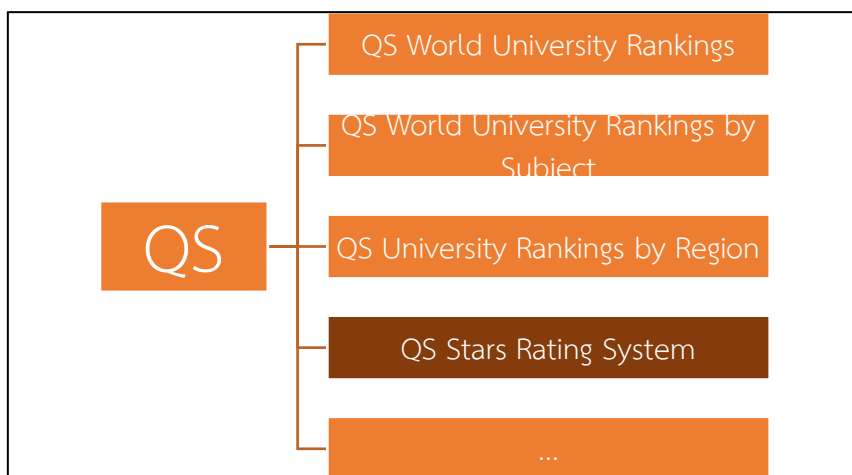 QS World University Rankings
QS World University Rankings by
Subject
QS
QS University Rankings by Region
QS Stars Rating System
...